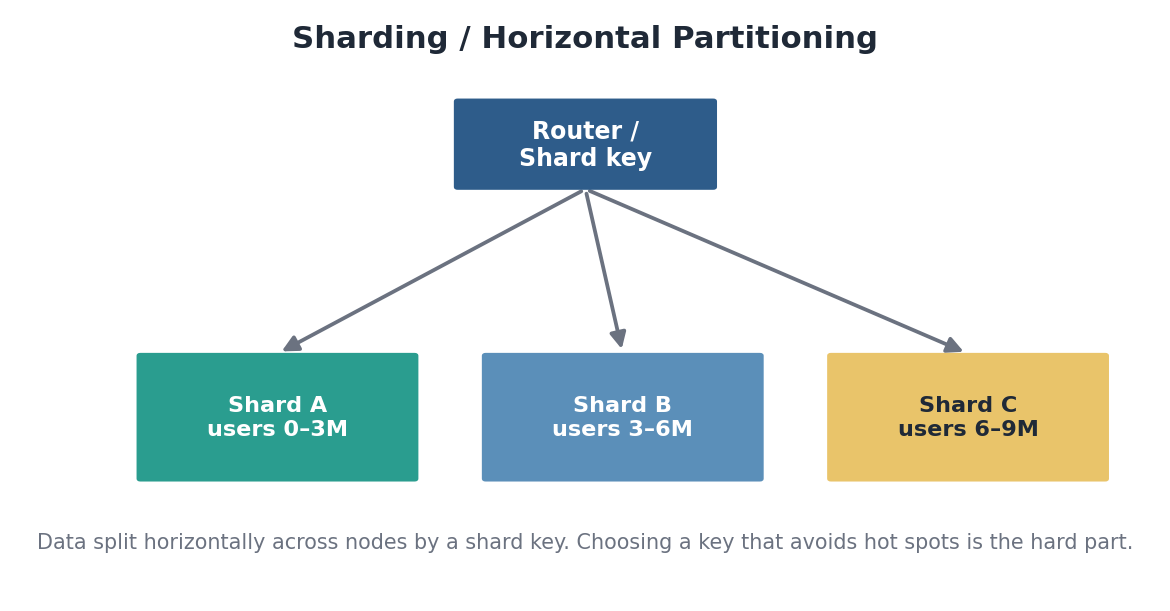 Sharding / Horizontal Partitioning
Router /
Shard key
Shard A
users 0–3M
Shard B
users 3–6M
Shard C
users 6–9M
Data split horizontally across nodes by a shard key. Choosing a key that avoids hot spots is the hard part.